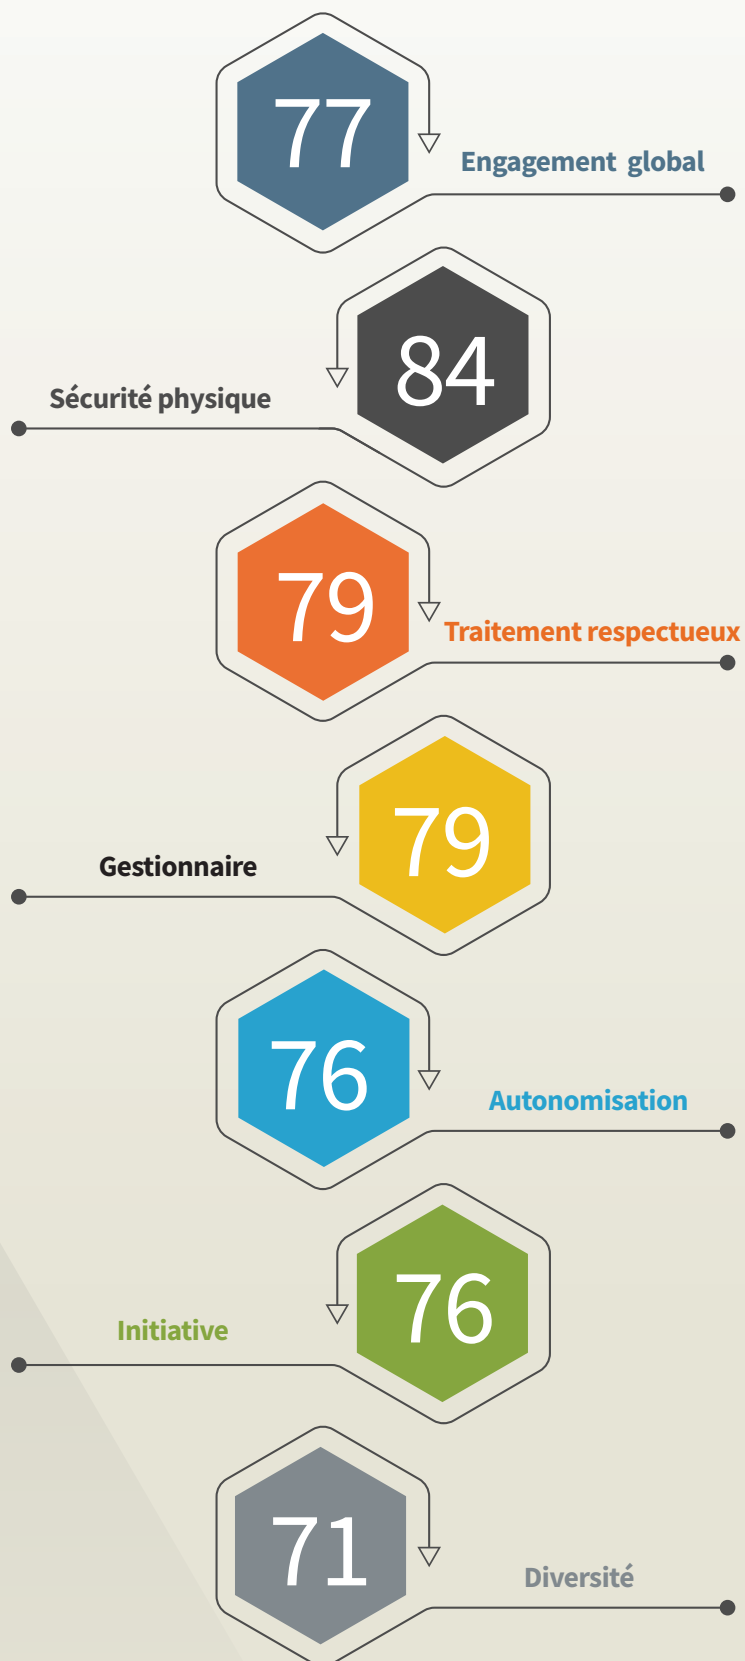 77
Engagement global
84
Sécurité physique
79
Traitement respectueux
79
Gestionnaire
76
Autonomisation
76
Initiative
71
Diversité